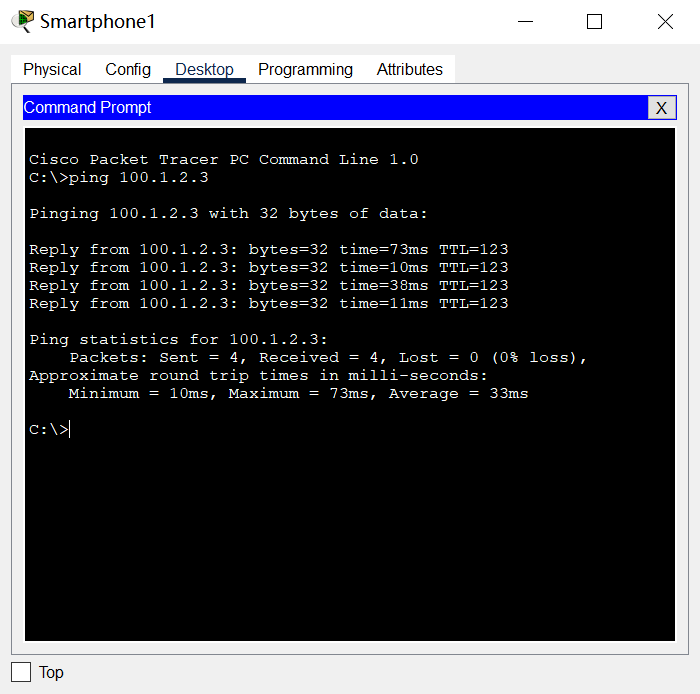 Smartphone1
Physical Config Desktop Programming Attributes
Command Prompt X
Cisco Packet Tracer PC Command Line 1.0
C:\>ping 100.1.2.3
Pinging 100.1.2.3 with 32 bytes of data:
Reply from 100.1.2.3: bytes=32 time=73ms TTL=123
Reply from 100.1.2.3: bytes=32 time=10ms TTL=123
Reply from 100.1.2.3: bytes=32 time=38ms TTL=123
Reply from 100.1.2.3: bytes=32 time=11ms TTL=123
Ping statistics for 100.1.2.3:
Packets: Sent = 4, Received = 4, Lost = 0 (0% loss),
Approximate round trip times in milli-seconds:
Minimum = 10ms, Maximum = 73ms, Average = 33ms
C:\>
Top